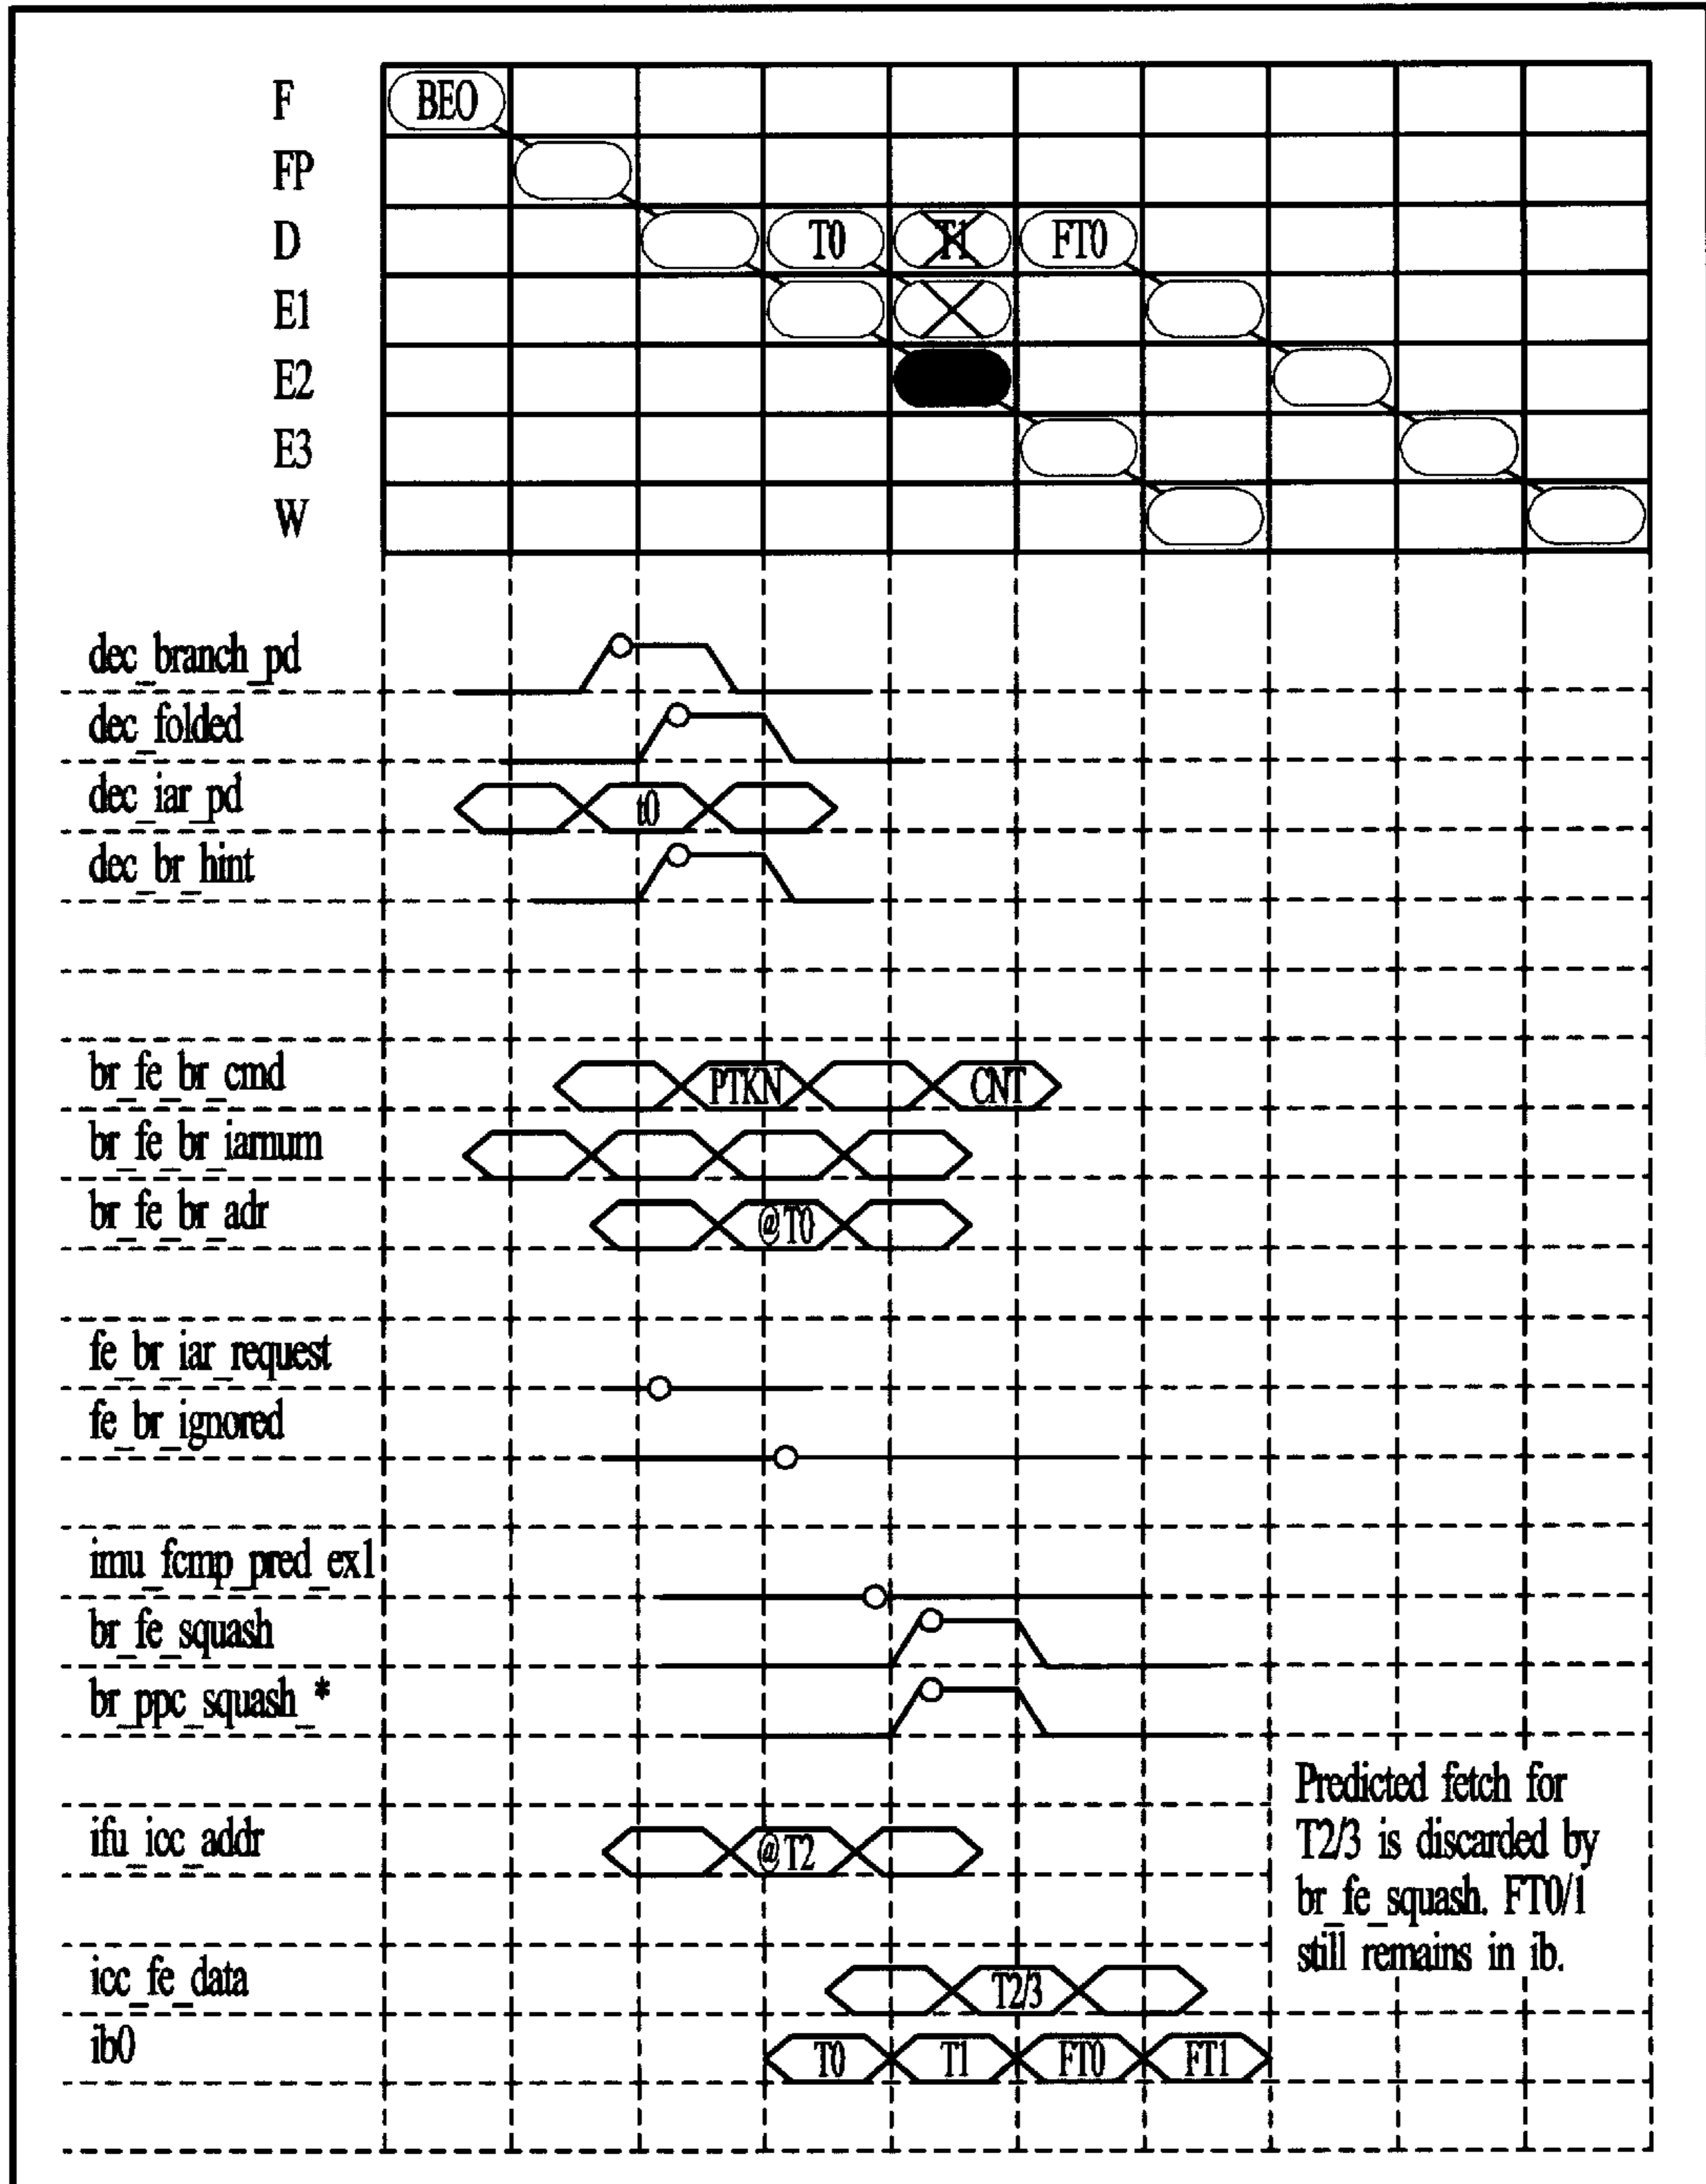 F BEO
FP
D T0 T1 FT0
E1
E2
E3
W
dec_branch_pd
dec_folded
dec_iar_pd t0
dec_br_hint
br_fe_br_cmd PTKN CNT
br_fe_br_iarnum
br_fe_br_adr @T0
fe_br_iar_request
fe_br_ignored
imu_fcmp_pred_ex1
br_fe_squash
br_ppc_squash_*
Predicted fetch for
ifu_icc_addr @T2 T2/3 is discarded by
br_fe_squash. FT0/1
still remains in ib.
icc_fe_data T2/3
ib0 T0 T1 FT0 FT1